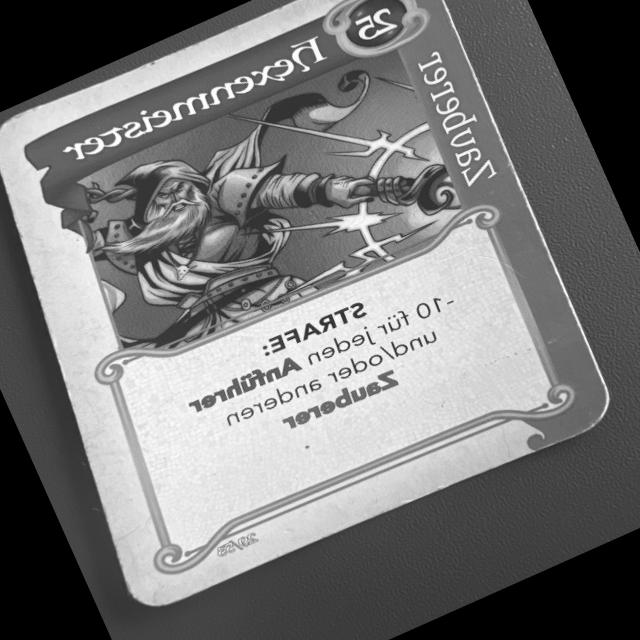 25
Hexenmeister
Zauberer
STRAFE:
-10 für jeden Anführer
und/oder anderen
Zauberer